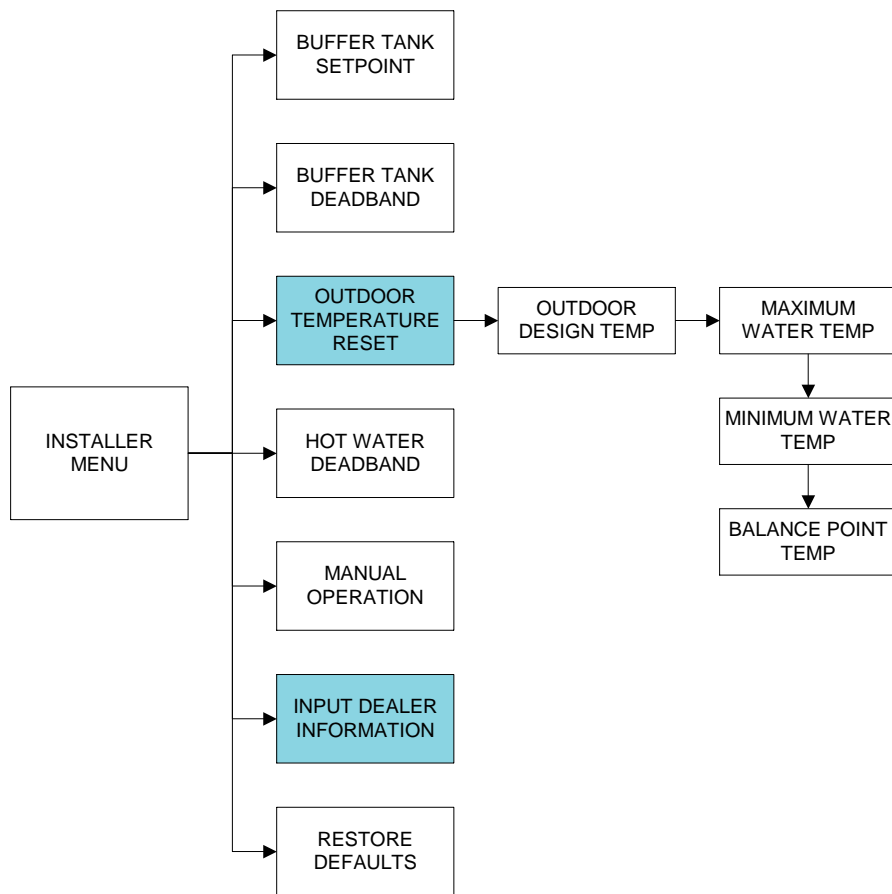 BUFFER TANK
SETPOINT
BUFFER TANK
DEADBAND
OUTDOOR
TEMPERATURE
RESET
OUTDOOR
DESIGN TEMP
MAXIMUM
WATER TEMP
MINIMUM WATER
TEMP
BALANCE POINT
TEMP
INSTALLER
MENU
HOT WATER
DEADBAND
MANUAL
OPERATION
INPUT DEALER
INFORMATION
RESTORE
DEFAULTS